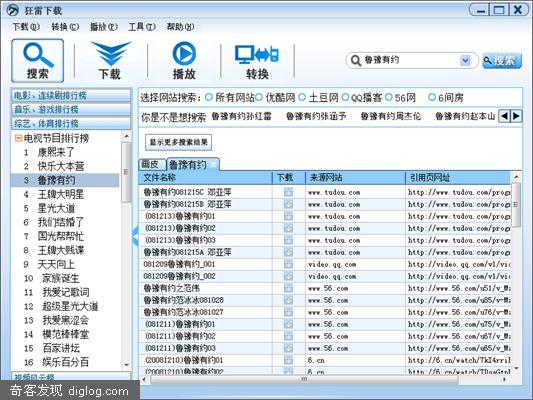 狂雷下载
下载(D) 转换(C) 播放(P) 工具(T) 帮助(H)
搜索 下载 播放 转换
鲁豫有约 搜索
电影、连续剧排行榜
音乐、游戏排行榜
综艺、体育排行榜
电视节目排行榜
1 康熙来了
2 快乐大本营
3 鲁豫有约
4 王牌大明星
5 星光大道
6 我们结婚了
7 国光帮帮忙
8 王牌大贱谍
9 天天向上
10 家族诞生
11 我爱记歌词
12 超级星光大道
13 我爱黑涩会
14 模范棒棒堂
15 百家讲坛
16 娱乐百分百
选择网站搜索: 所有网站 优酷网 土豆网 QQ播客 56网 6间房
你是不是想搜索 鲁豫有约孙红雷 鲁豫有约张涵予 鲁豫有约周杰伦 鲁豫有约赵本山
显示更多搜索结果
画皮 鲁豫有约
文件名称 下载 来源网站 引用页网址
鲁豫有约081215C 邓亚萍 www.tudou.com http://www.tudou.com/progr
鲁豫有约081215B 邓亚萍 www.tudou.com http://www.tudou.com/progr
(081213)鲁豫有约01 www.tudou.com http://www.tudou.com/progr
(081213)鲁豫有约02 www.tudou.com http://www.tudou.com/progr
(081213)鲁豫有约03 www.tudou.com http://www.tudou.com/progr
鲁豫有约081215A 邓亚萍 www.tudou.com http://www.tudou.com/progr
081209鲁豫有约_001 video.qq.com http://video.qq.com/v1/vic
081209鲁豫有约_002 video.qq.com http://video.qq.com/v1/vic
鲁豫有约之范伟 www.56.com http://www.56.com/u51/v_M
鲁豫有约范冰冰081028 www.56.com http://www.56.com/u85/v_M
鲁豫有约范冰冰081027 www.56.com http://www.56.com/u76/v_M
(081211)鲁豫有约01 www.56.com http://www.56.com/u75/v_M
(081211)鲁豫有约02 www.56.com http://www.56.com/u67/v_M
(081211)鲁豫有约03 www.56.com http://www.56.com/u65/v_M
(20081210)鲁豫有约01 6.cn http://6.cn/watch/
(20081210)鲁豫有约02 6.cn http://6.cn/watch/
奇客发现 diglog.com